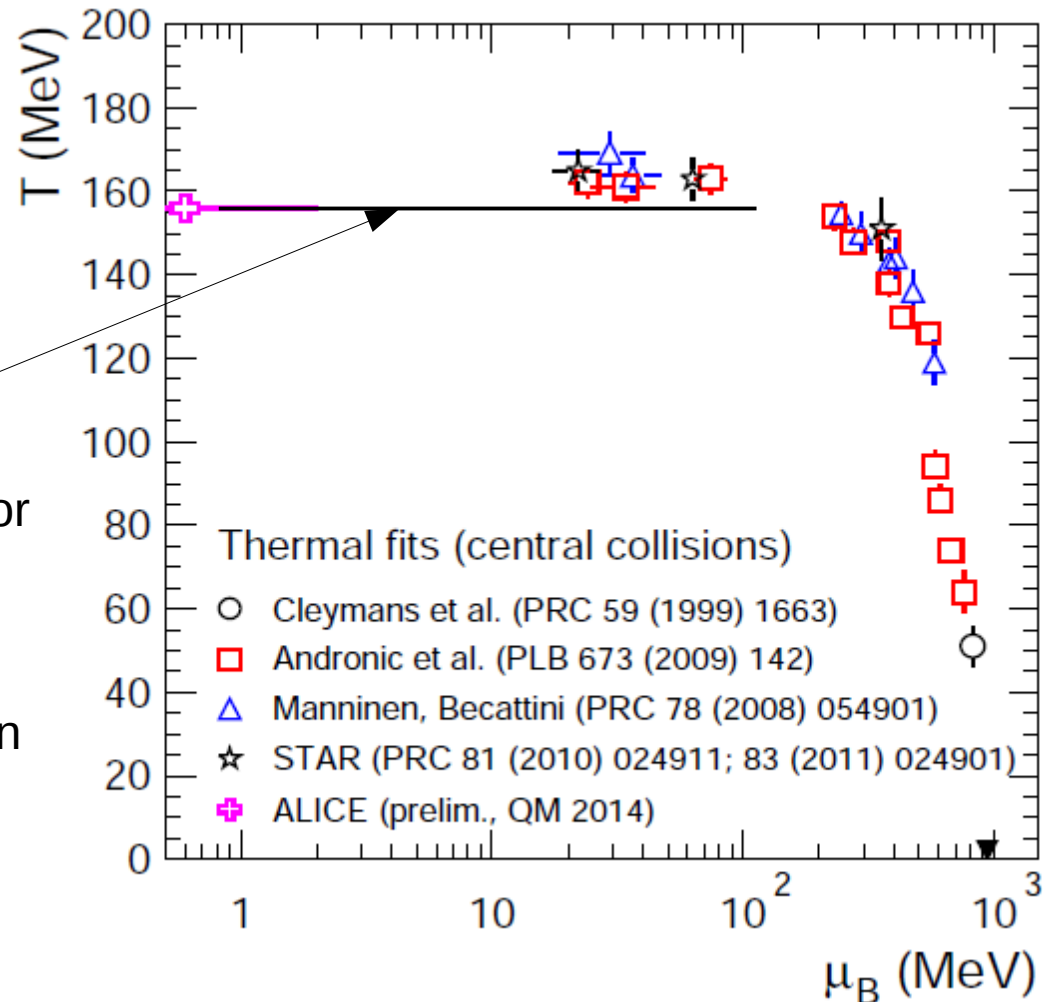 200
180
160
140
120
100
80
60
40
20
0
T (MeV)
or
n
Thermal fits (central collisions)
Cleymans et al. (PRC 59 (1999) 1663)
Andronic et al. (PLB 673 (2009) 142)
Manninen, Becattini (PRC 78 (2008) 054901)
STAR (PRC 81 (2010) 024911; 83 (2011) 024901)
ALICE (prelim., QM 2014)
1 10 10² 10³
μ_B (MeV)